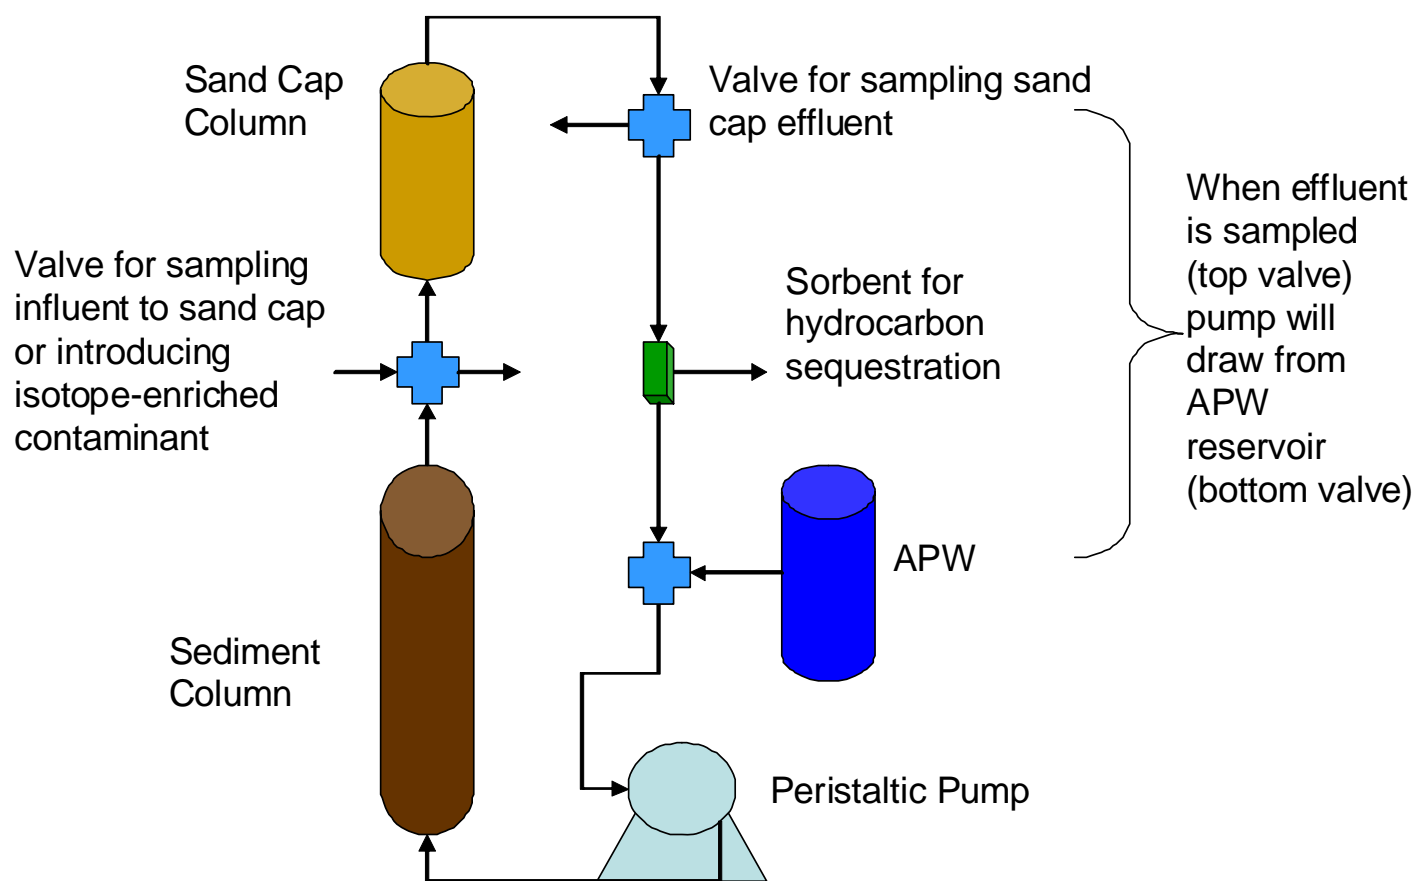 Sand Cap
Column
Valve for sampling sand
cap effluent
When effluent
is sampled
(top valve)
pump will
draw from
APW
reservoir
(bottom valve)
Valve for sampling
influent to sand cap
or introducing
isotope-enriched
contaminant
Sorbent for
hydrocarbon
sequestration
APW
Sediment
Column
Peristaltic Pump